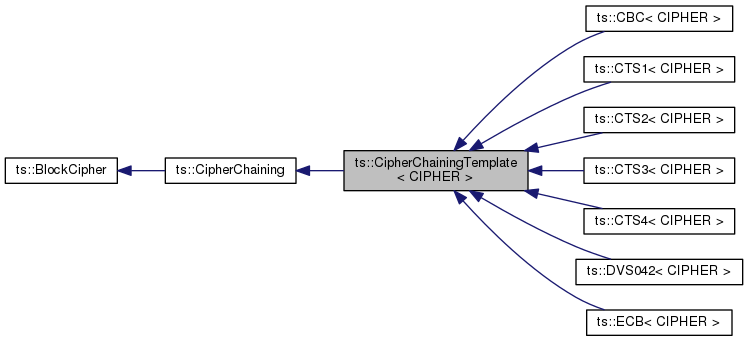 ts::BlockCipher
ts::CipherChaining
ts::CipherChainingTemplate
< CIPHER >
ts::CBC< CIPHER >
ts::CTS1< CIPHER >
ts::CTS2< CIPHER >
ts::CTS3< CIPHER >
ts::CTS4< CIPHER >
ts::DVS042< CIPHER >
ts::ECB< CIPHER >